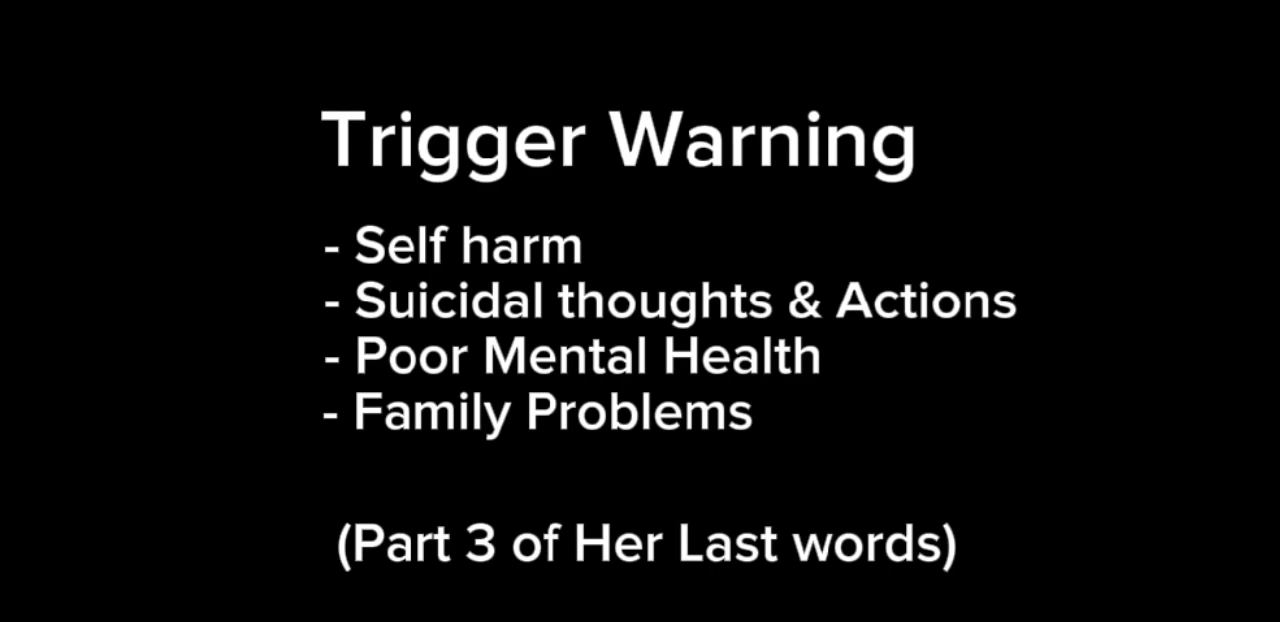 Trigger Warning
- Self harm
- Suicidal thoughts & Actions
- Poor Mental Health
- Family Problems
(Part 3 of Her Last words)